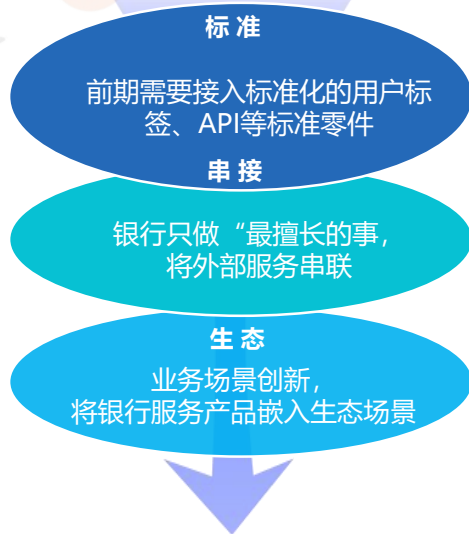 标准
前期需要接入标准化的用户标
签、API等标准零件
串接
银行只做“最擅长的事,
将外部服务串联
生态
业务场景创新,
将银行服务产品嵌入生态场景